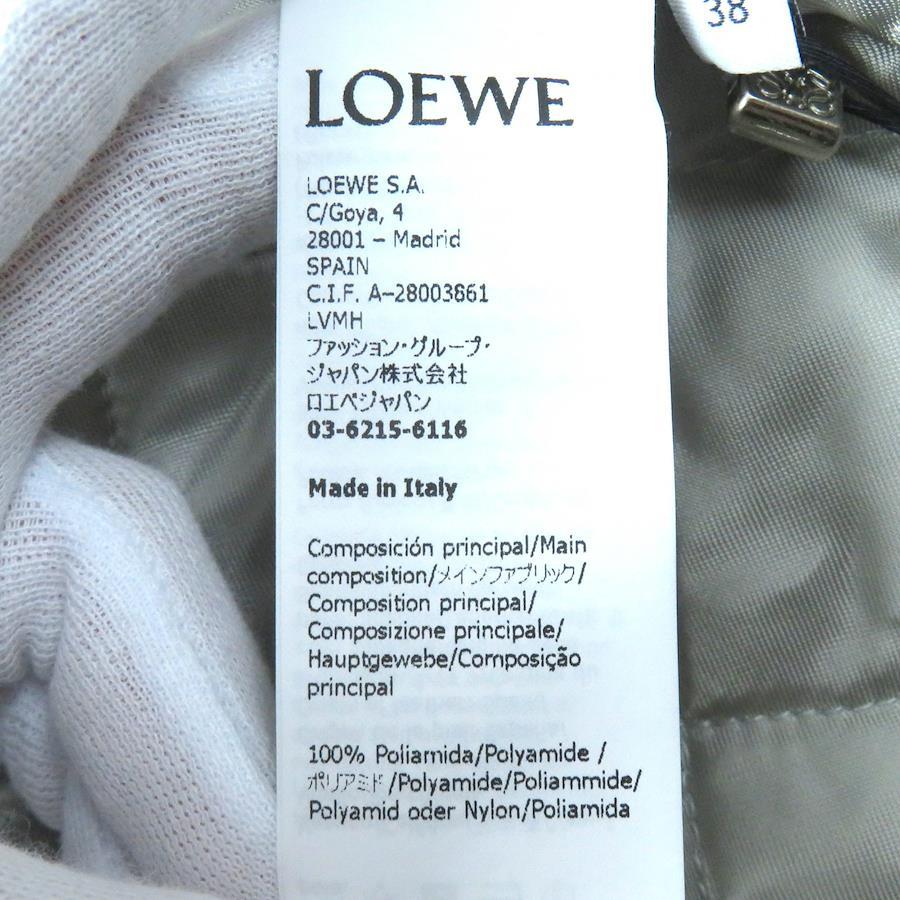 38
LOEWE
LOEWE S.A.
C/Goya, 4
28001 – Madrid
SPAIN
C.I.F. A–28003861
LVMH
ファッション・グループ・
ジャパン株式会社
ロエベジャパン
03-6215-6116
Made in Italy
Composición principal/Main
composition/メインファブリック/
Composition principal/
Composizione principale/
Hauptgewebe/Composição
principal
100% Poliamida/Polyamide /
ポリアミド/Polyamide/Poliammide/
Polyamid oder Nylon/Poliamida